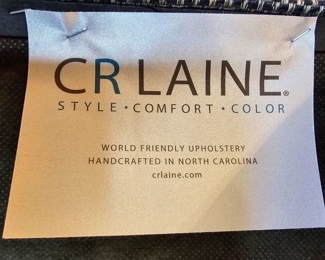 CR LAINE®
STYLE • COMFORT • COLOR
WORLD FRIENDLY UPHOLSTERY
HANDCRAFTED IN NORTH CAROLINA
crlaine.com